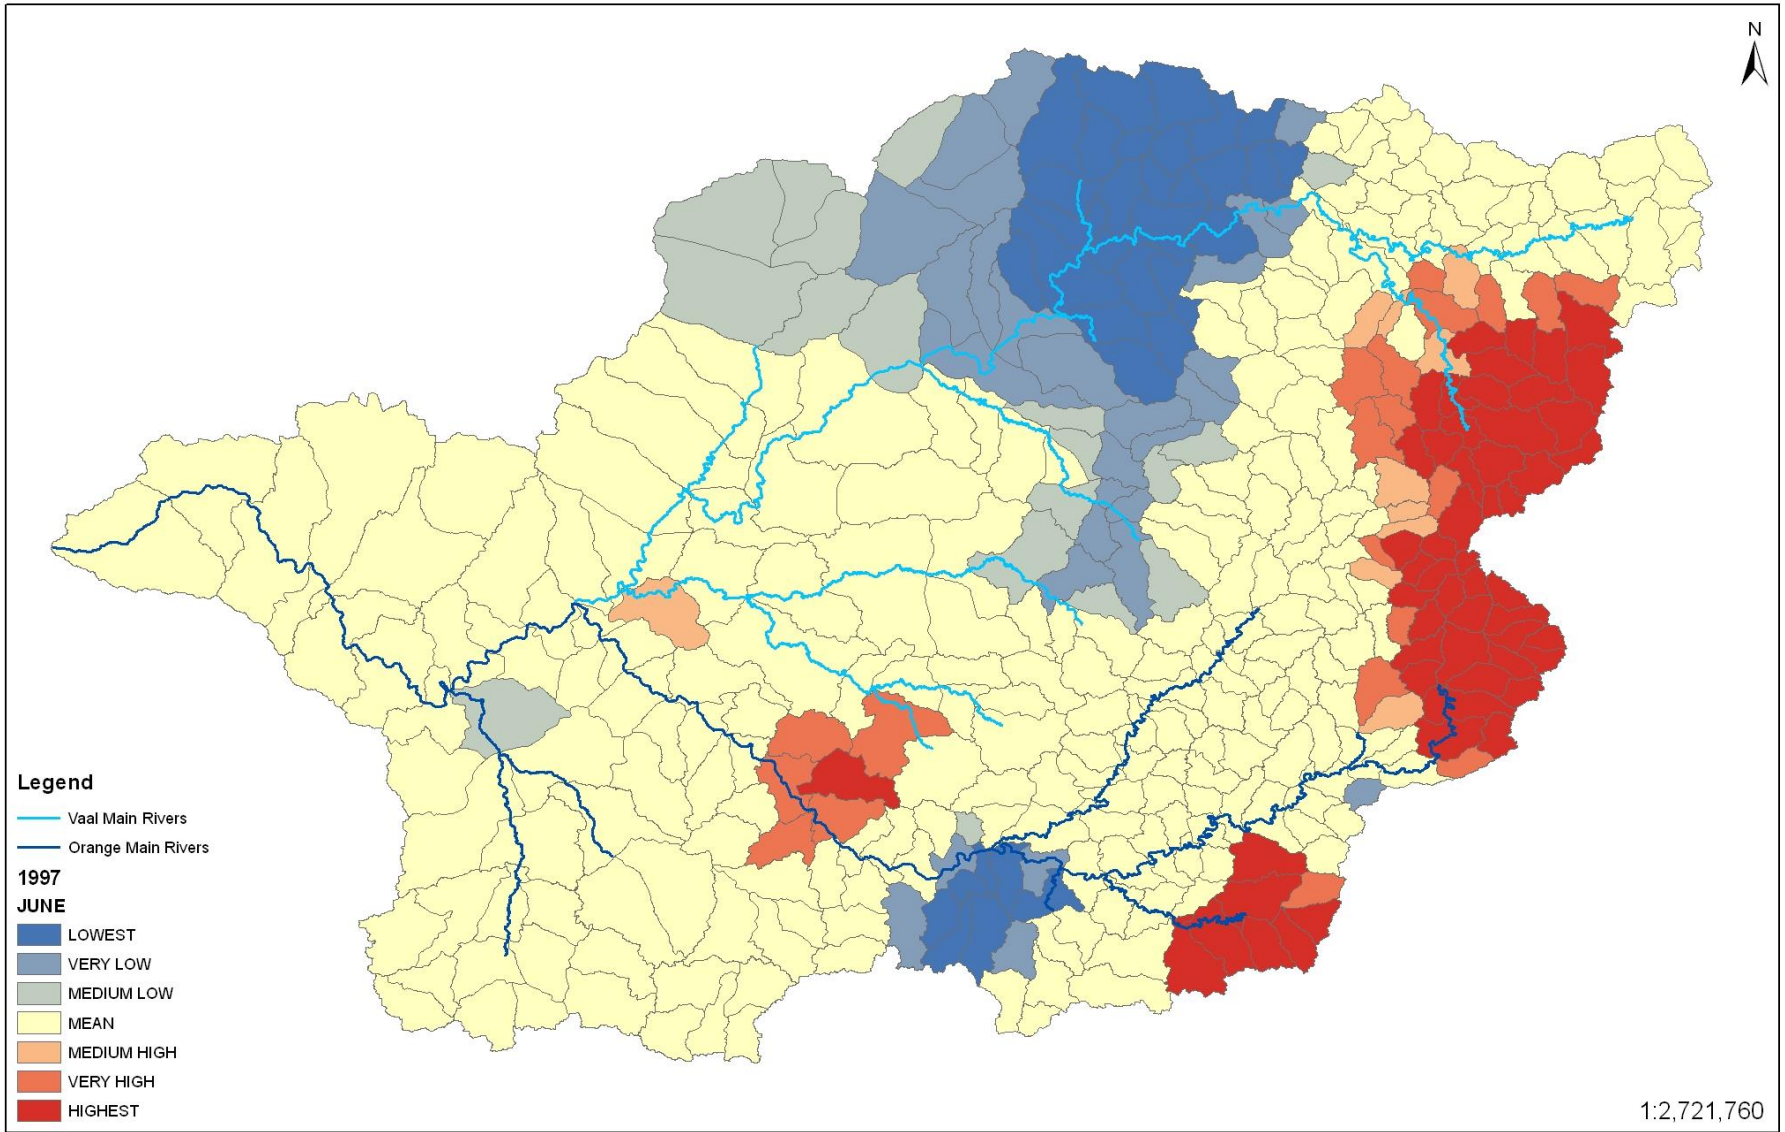 N
Legend
Vaal Main Rivers
Orange Main Rivers
1997
JUNE
LOWEST
VERY LOW
MEDIUM LOW
MEAN
MEDIUM HIGH
VERY HIGH
HIGHEST
1:2,721,760